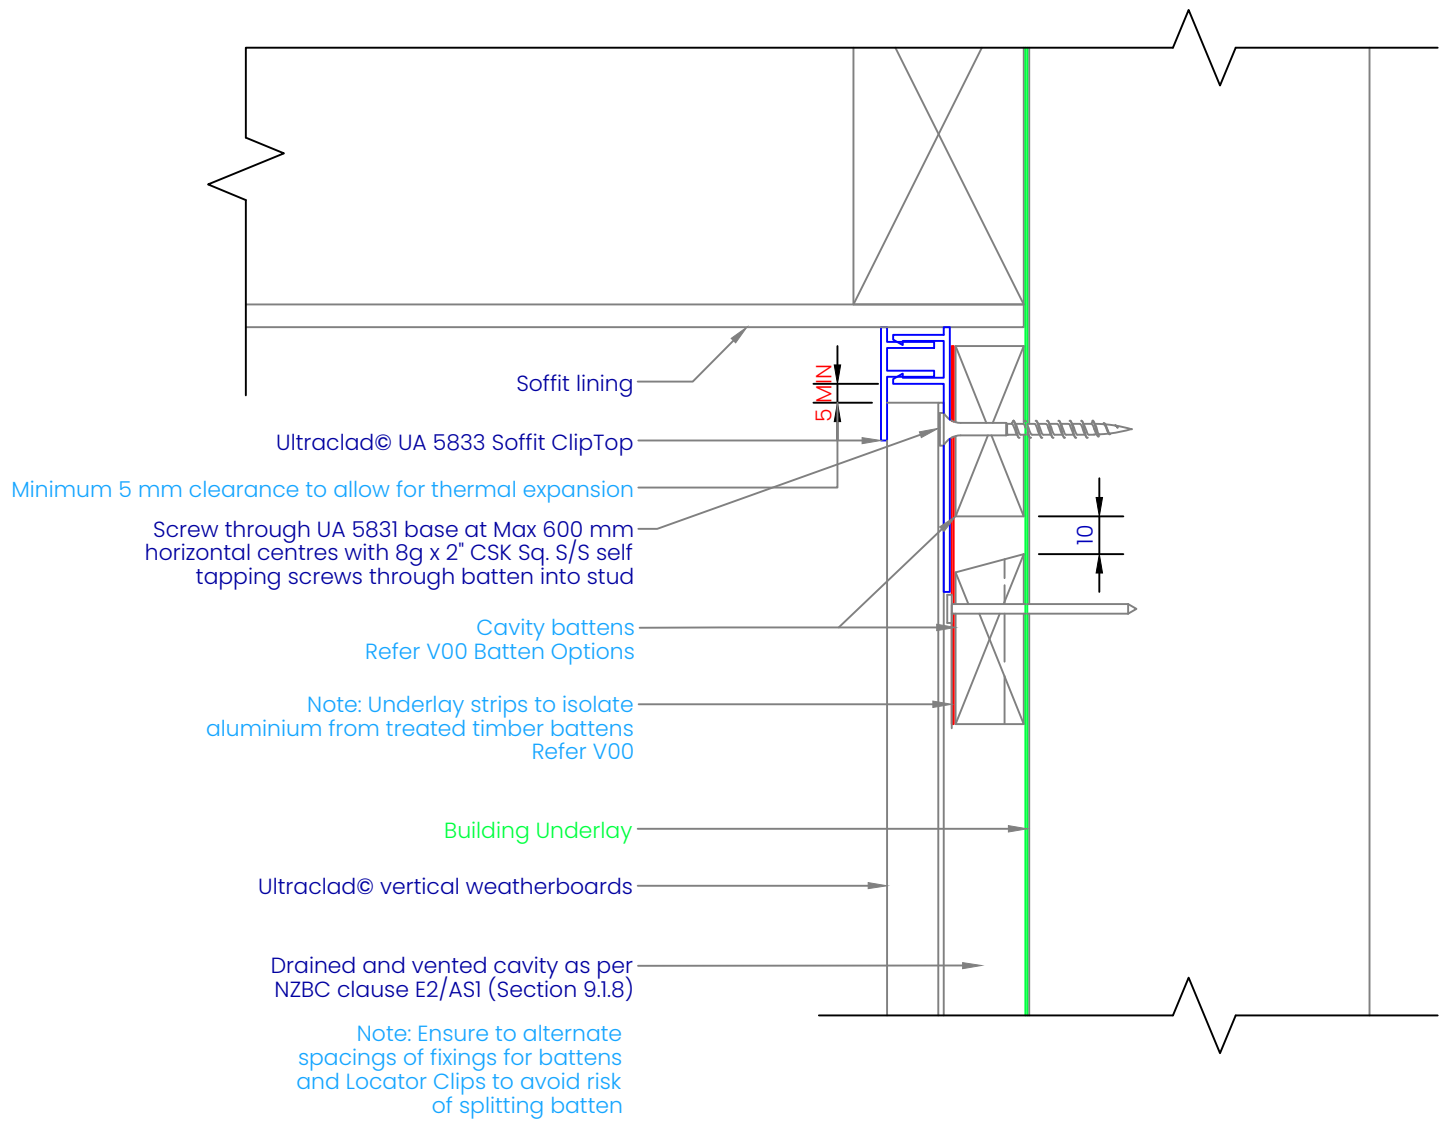 5 MIN
Soffit lining
Ultraclad© UA 5833 Soffit ClipTop
Minimum 5 mm clearance to allow for thermal expansion
Screw through UA 5831 base at Max 600 mm
horizontal centres with 8g x 2" CSK Sq. S/S self
tapping screws through batten into stud
10
Cavity battens
Refer V00 Batten Options
Note: Underlay strips to isolate
aluminium from treated timber battens
Refer V00
Building Underlay
Ultraclad© vertical weatherboards
Drained and vented cavity as per
NZBC clause E2/AS1 (Section 9.1.8)
Note: Ensure to alternate
spacings of fixings for battens
and Locator Clips to avoid risk
of splitting batten